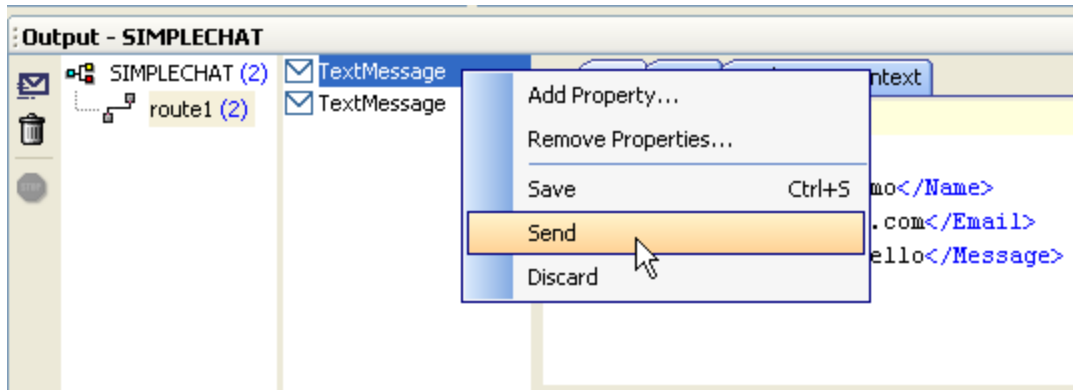 Output - SIMPLECHAT
SIMPLECHAT (2)
route1 (2)
TextMessage
TextMessage
Add Property...
Remove Properties...
Save Ctrl+S
Send
Discard
ntext
mo</Name>
.com</Email>
ello</Message>
STOP